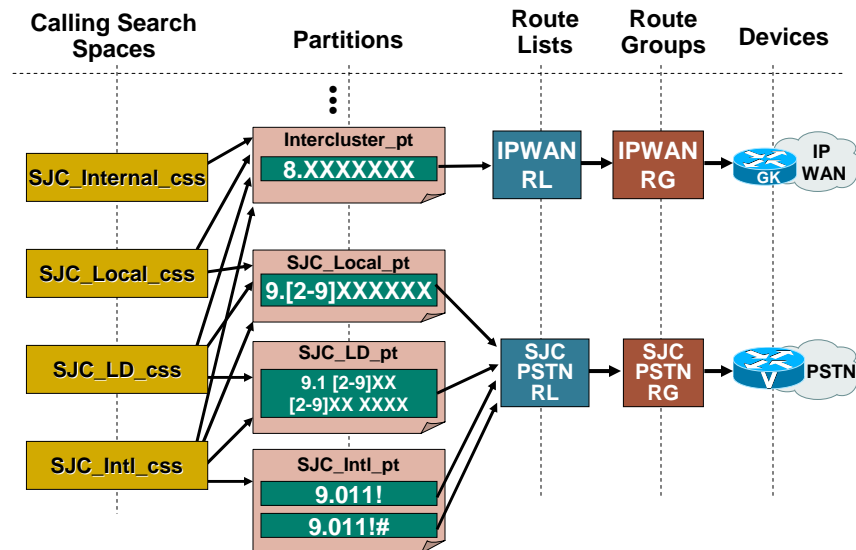 Calling Search
Spaces
Partitions
Route
Lists
Route
Groups
Devices
SJC_Internal_css
SJC_Local_css
SJC_LD_css
SJC_Intl_css
Intercluster_pt
8.XXXXXXX
SJC_Local_pt
9.[2-9]XXXXXX
SJC_LD_pt
9.1 [2-9]XX
[2-9]XX XXXX
SJC_Intl_pt
9.011!
9.011!#
IPWAN
RL
IPWAN
RG
GK
IP
WAN
SJC
PSTN
RL
SJC
PSTN
RG
V
PSTN